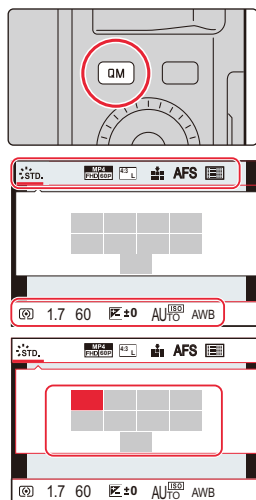 QM
STD. MP4 FHD 60P 4:3 L AFS
1.7 60 ±0 AUTO ISO AWB
STD. MP4 FHD 60P 4:3 L AFS
1.7 60 ±0 AUTO ISO AWB